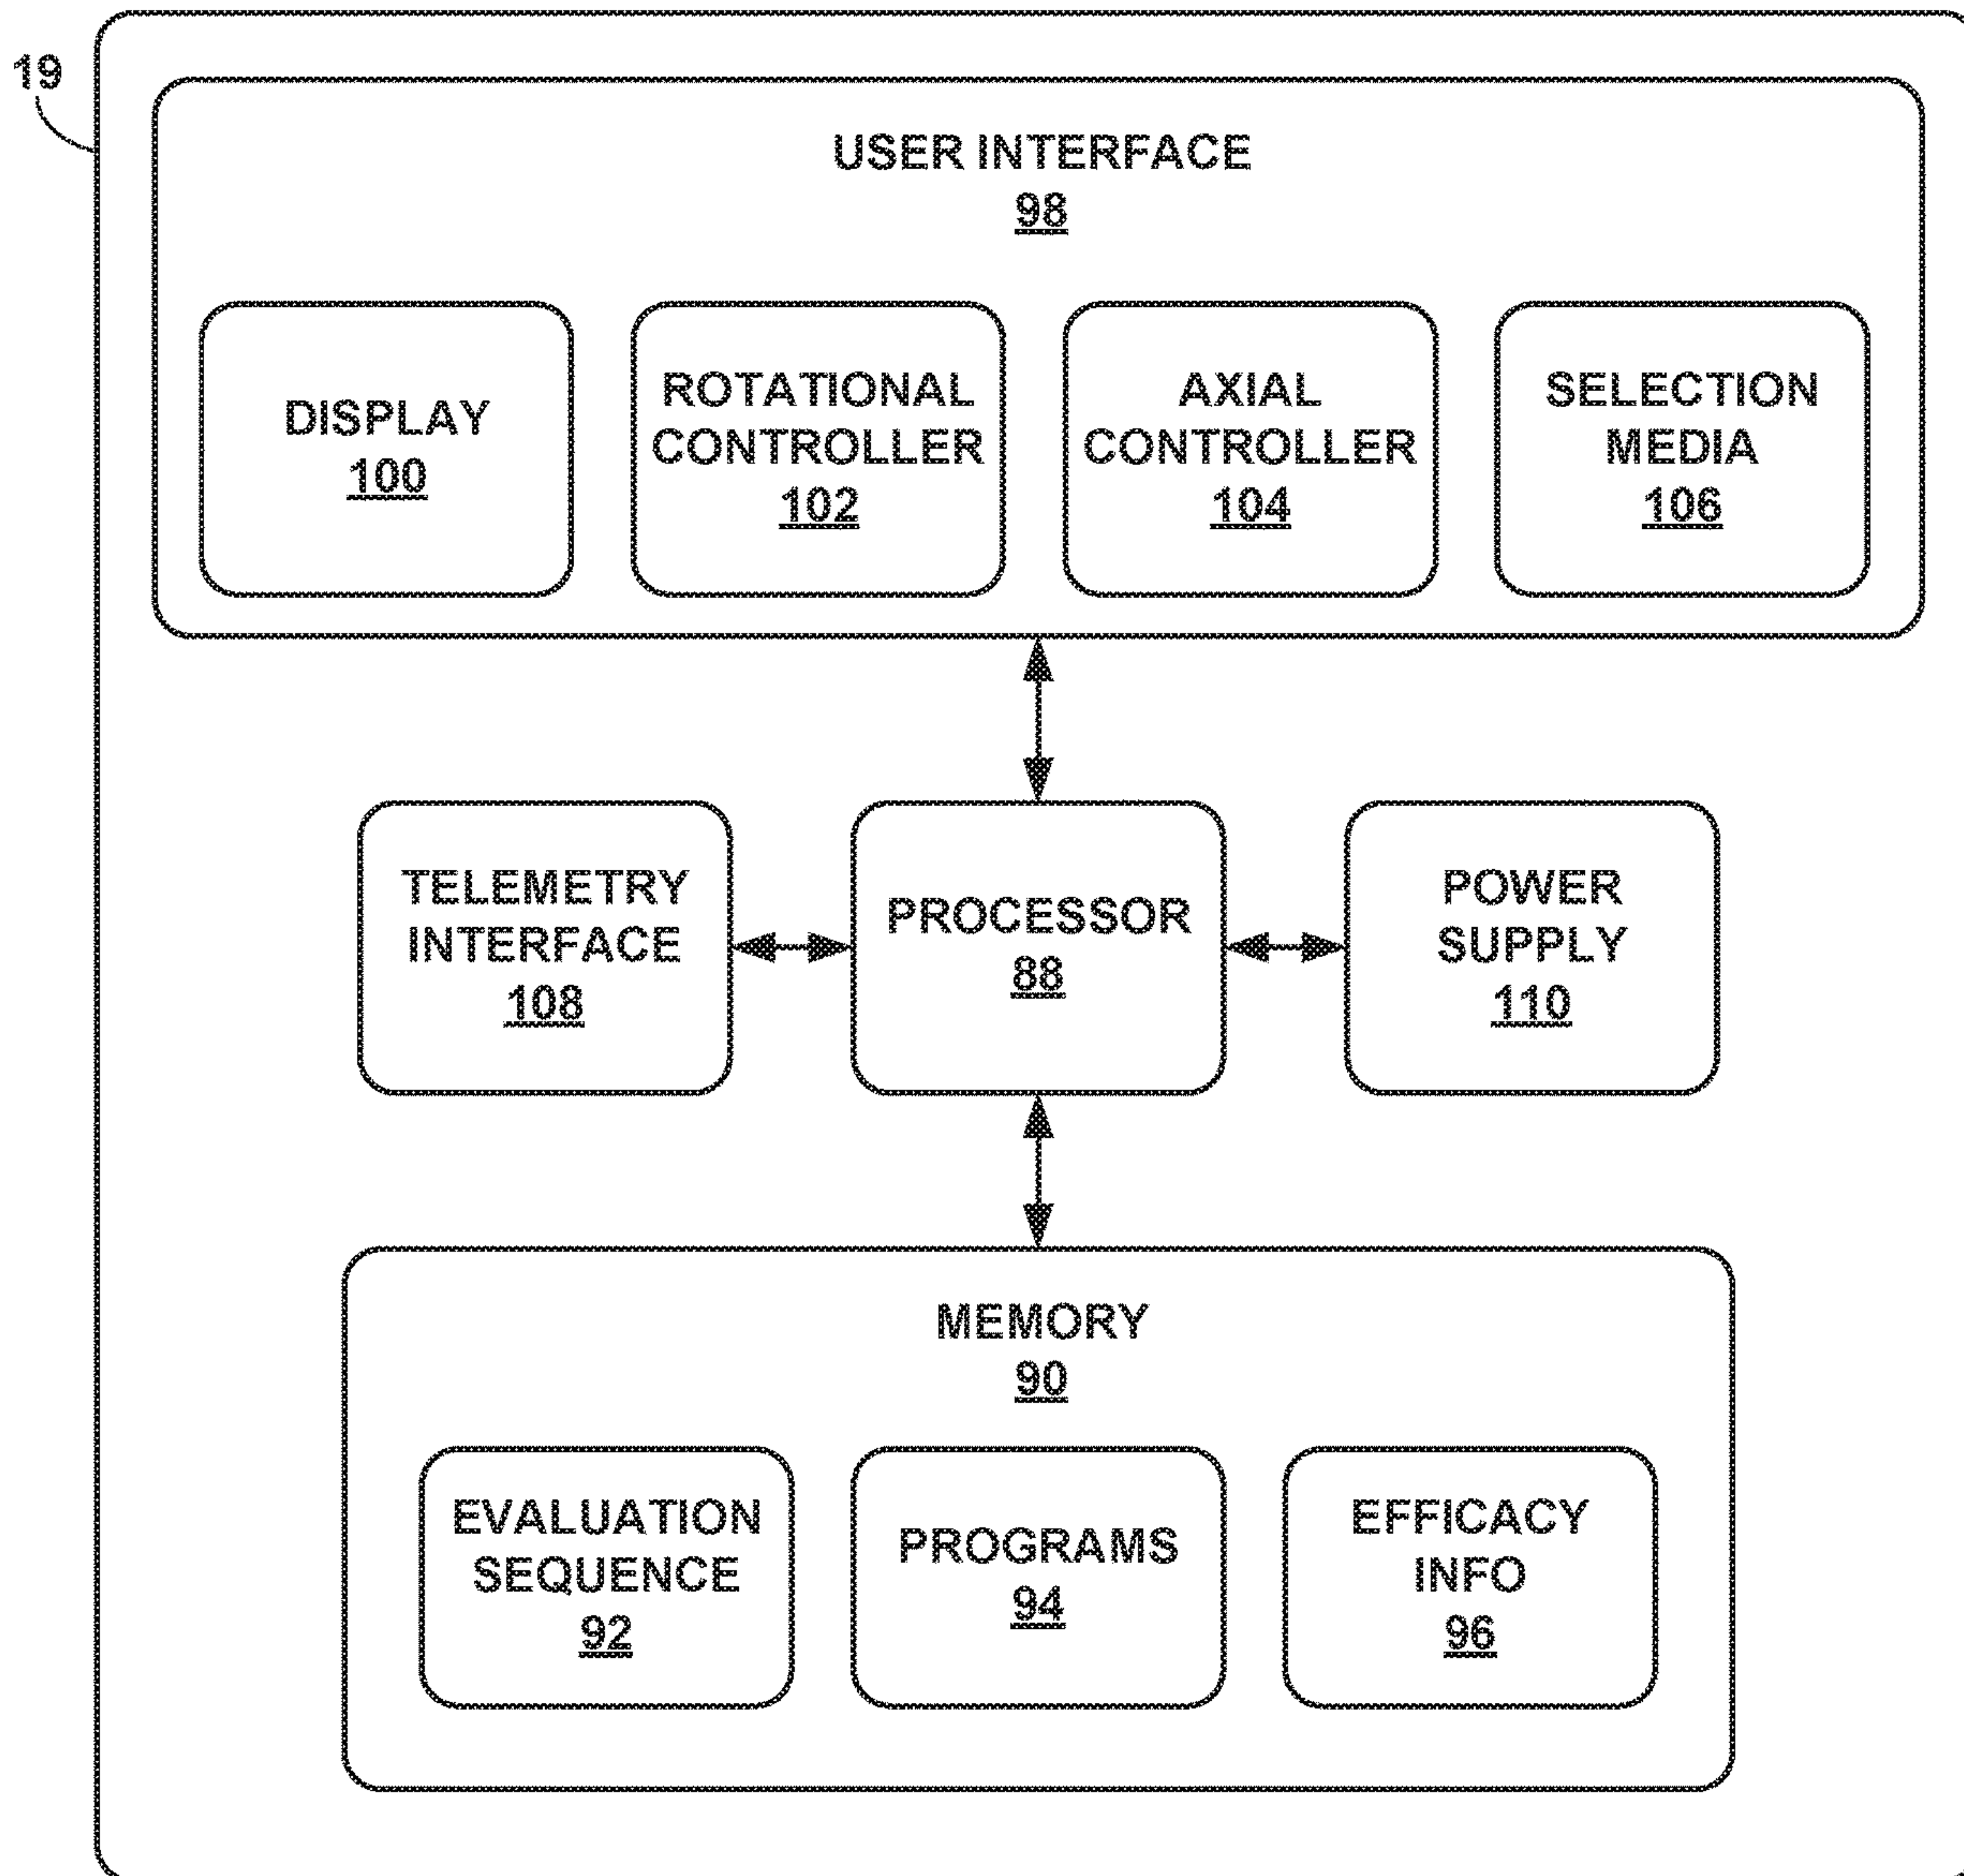 19
USER INTERFACE
98
DISPLAY
100
ROTATIONAL
CONTROLLER
102
AXIAL
CONTROLLER
104
SELECTION
MEDIA
106
TELEMETRY
INTERFACE
108
PROCESSOR
88
POWER
SUPPLY
110
MEMORY
90
EVALUATION
SEQUENCE
92
PROGRAMS
94
EFFICACY
INFO
96